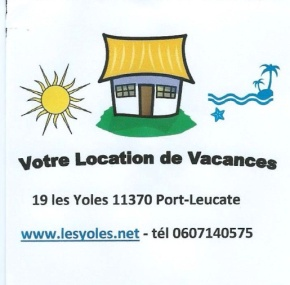 Votre Location de Vacances
19 les Yoles 11370 Port-Leucate
www.lesyoles.net - tél 0607140575